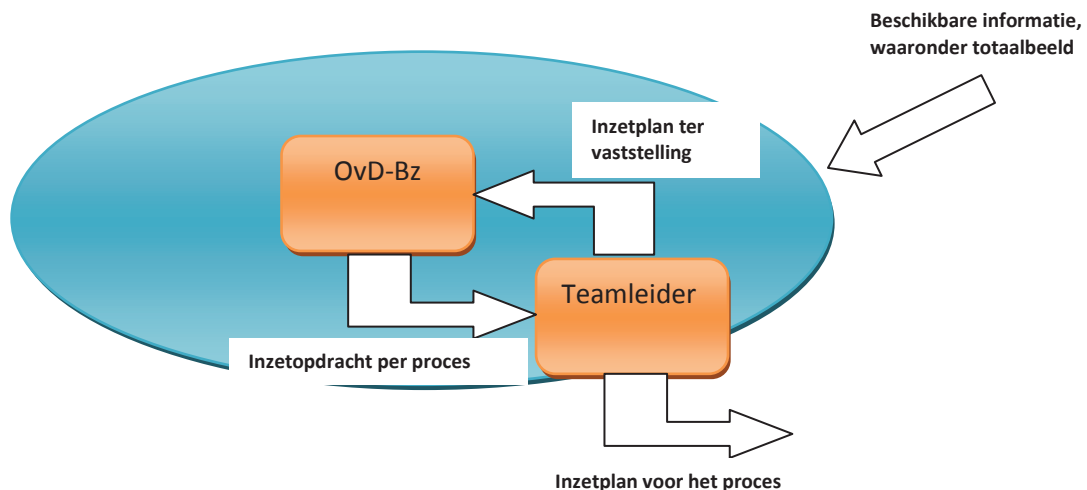 Beschikbare informatie,
waaronder totaalbeeld
Inzetplan ter
vaststelling
OvD-Bz
Teamleider
Inzetopdracht per proces
Inzetplan voor het proces